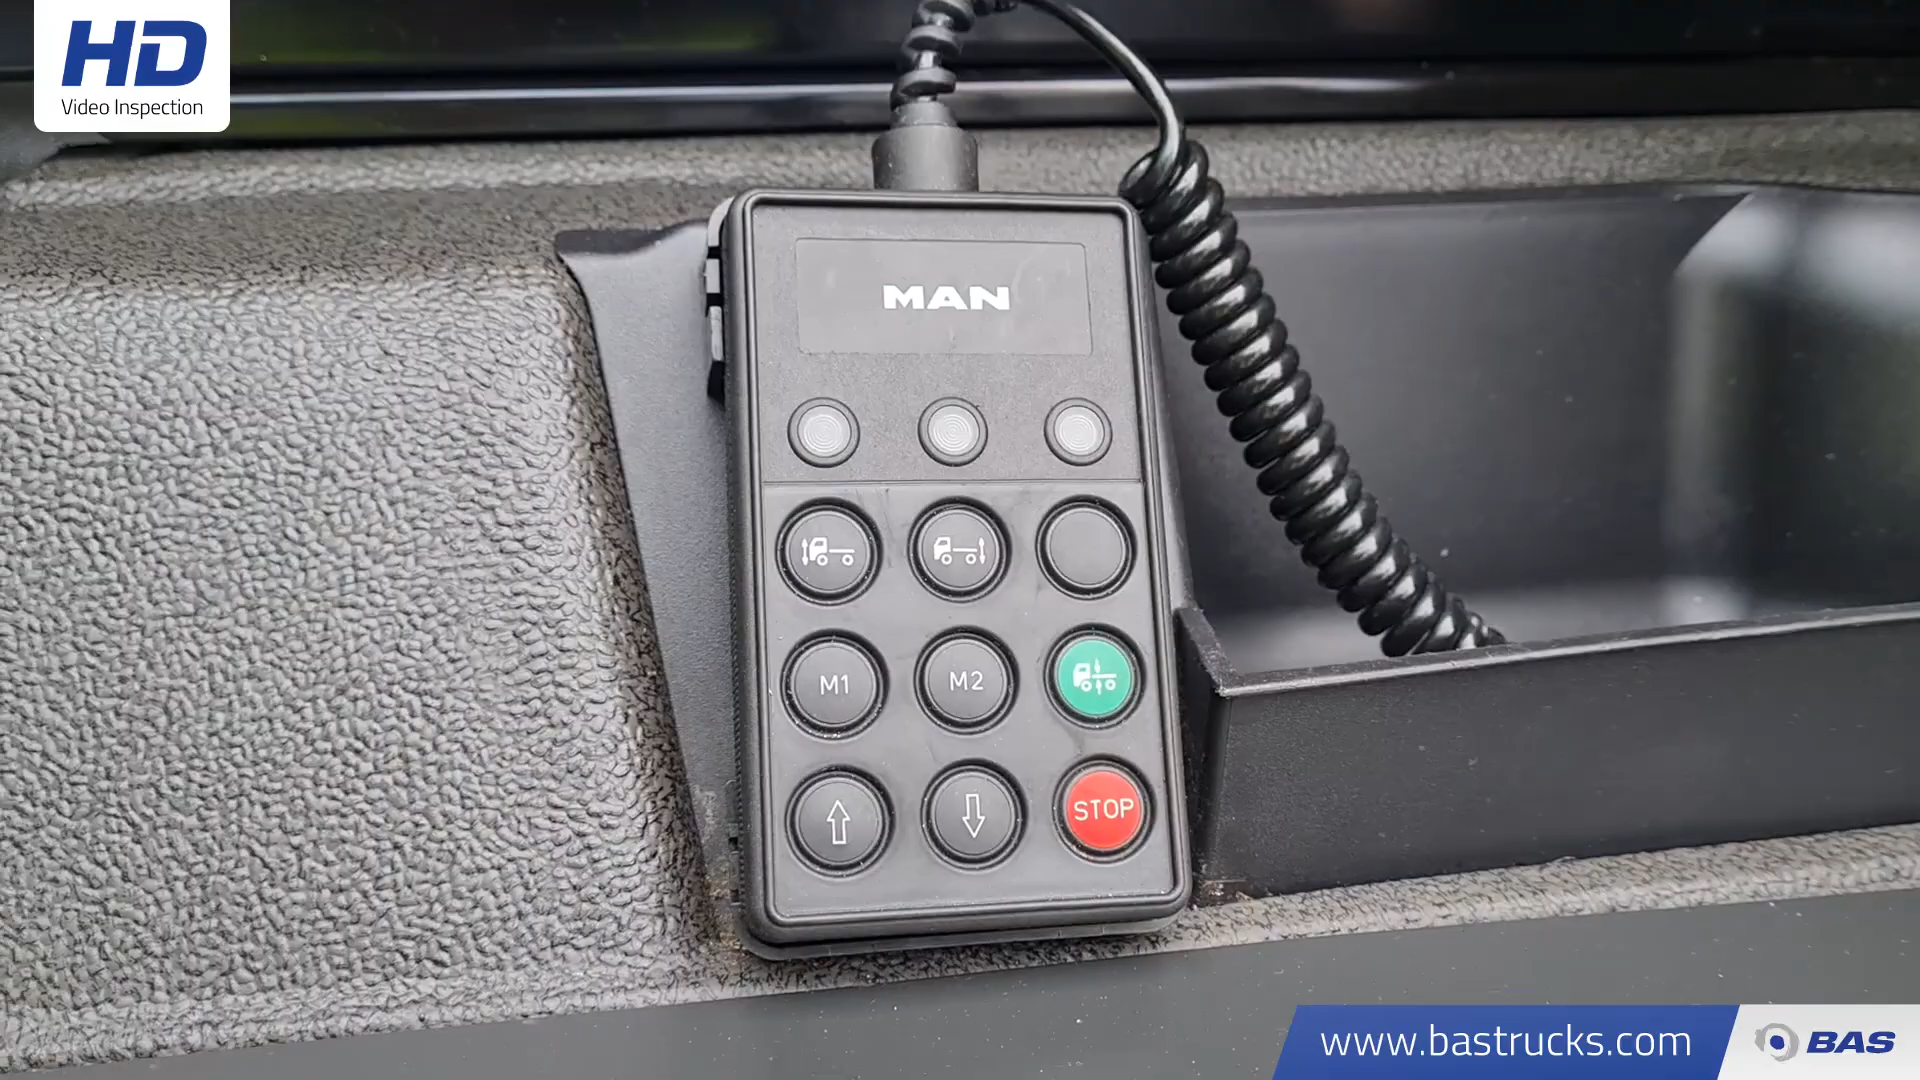 HD
Video Inspection
MAN
M1
M2
STOP
www.bastrucks.com
BAS